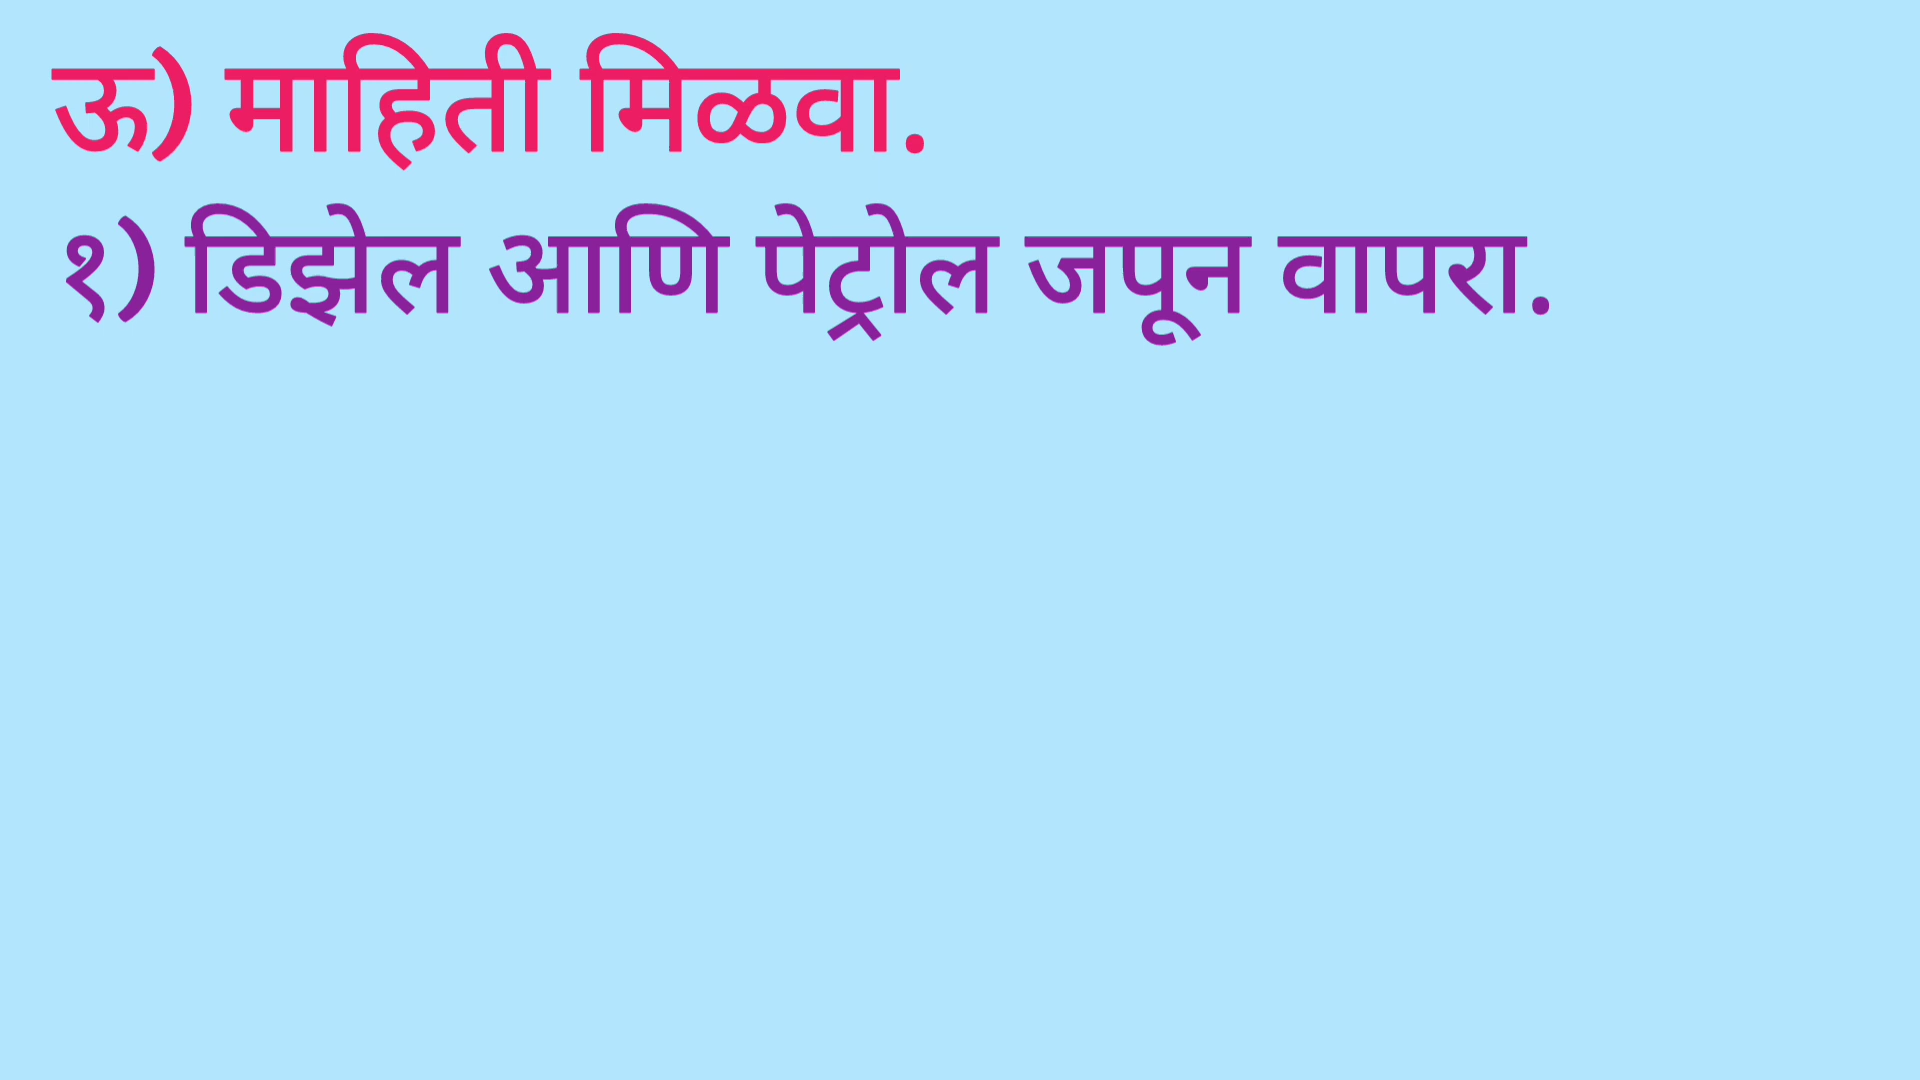 ऊ) माहिती मिळवा.
१) डिझेल आणि पेट्रोल जपून वापरा.